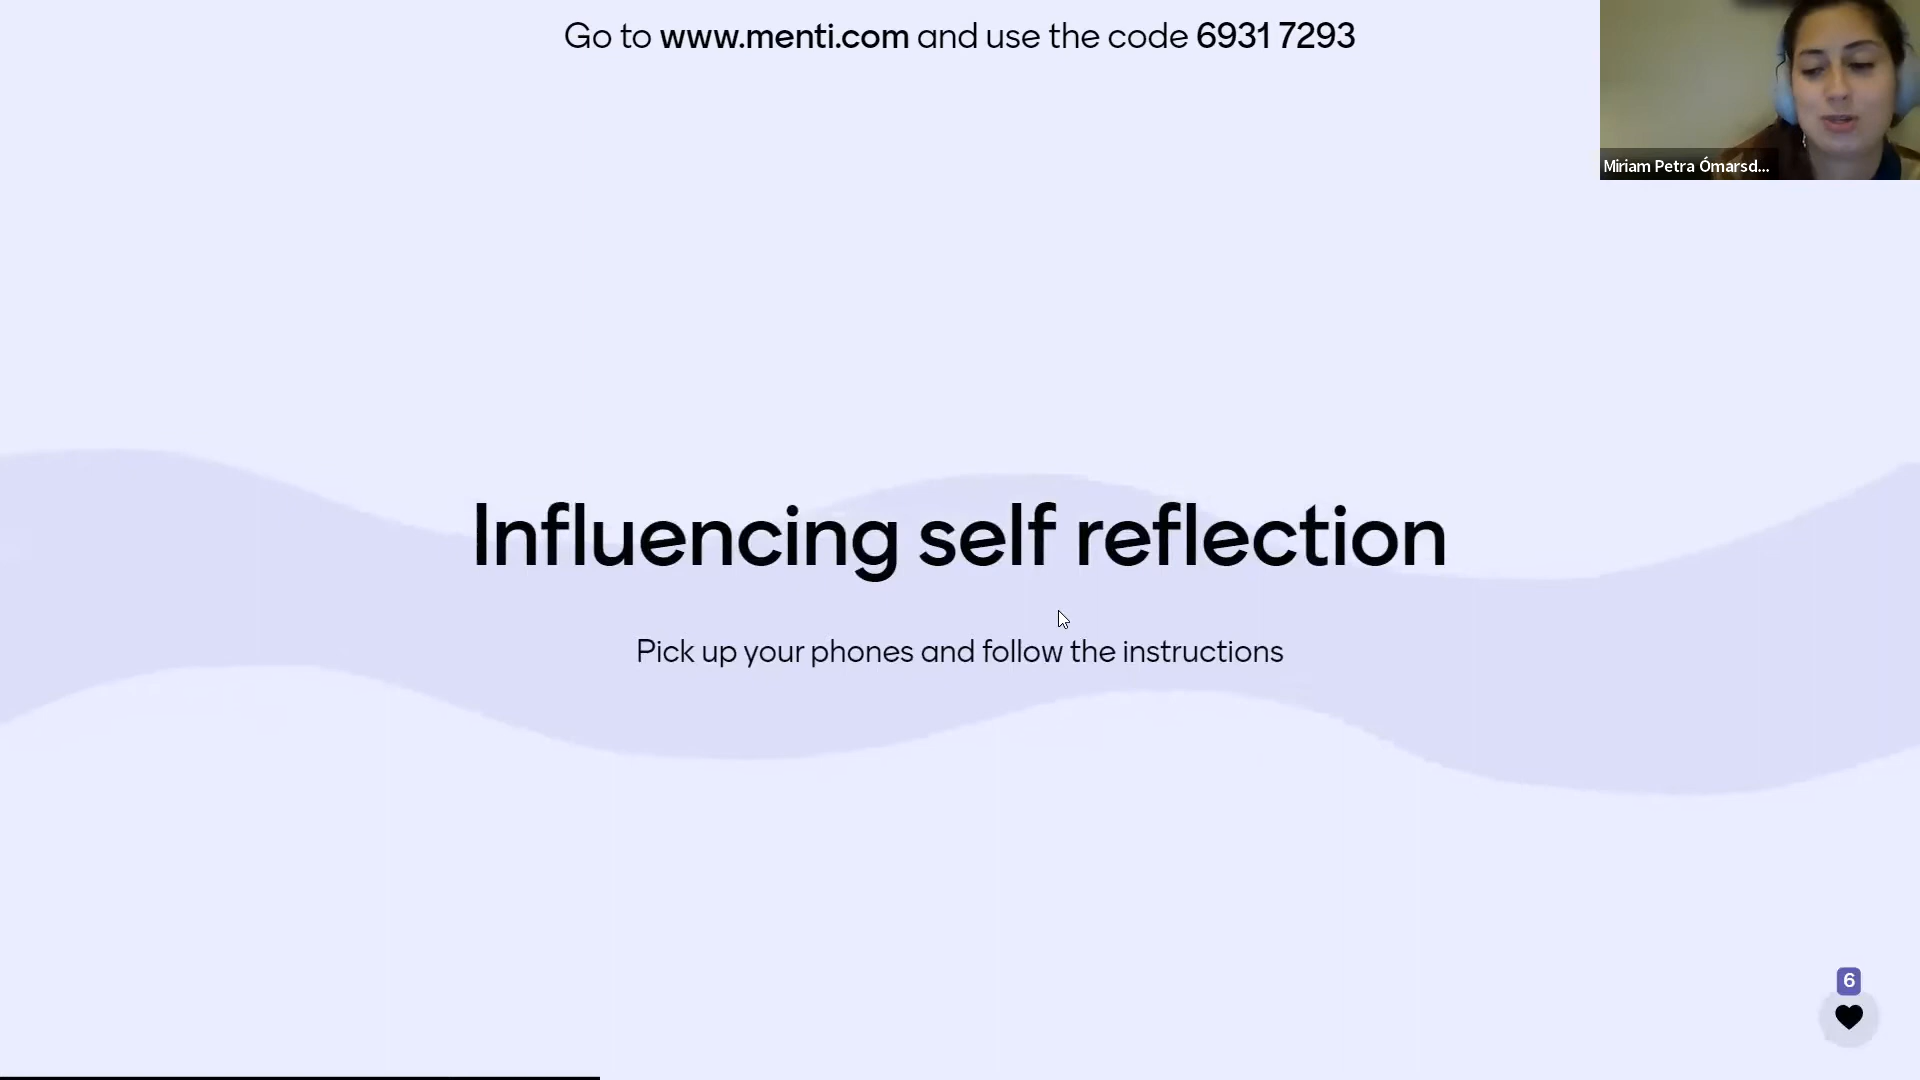 Go to www.menti.com and use the code 6931 7293
Miriam Petra Ómarsd...
Influencing self reflection
Pick up your phones and follow the instructions
6